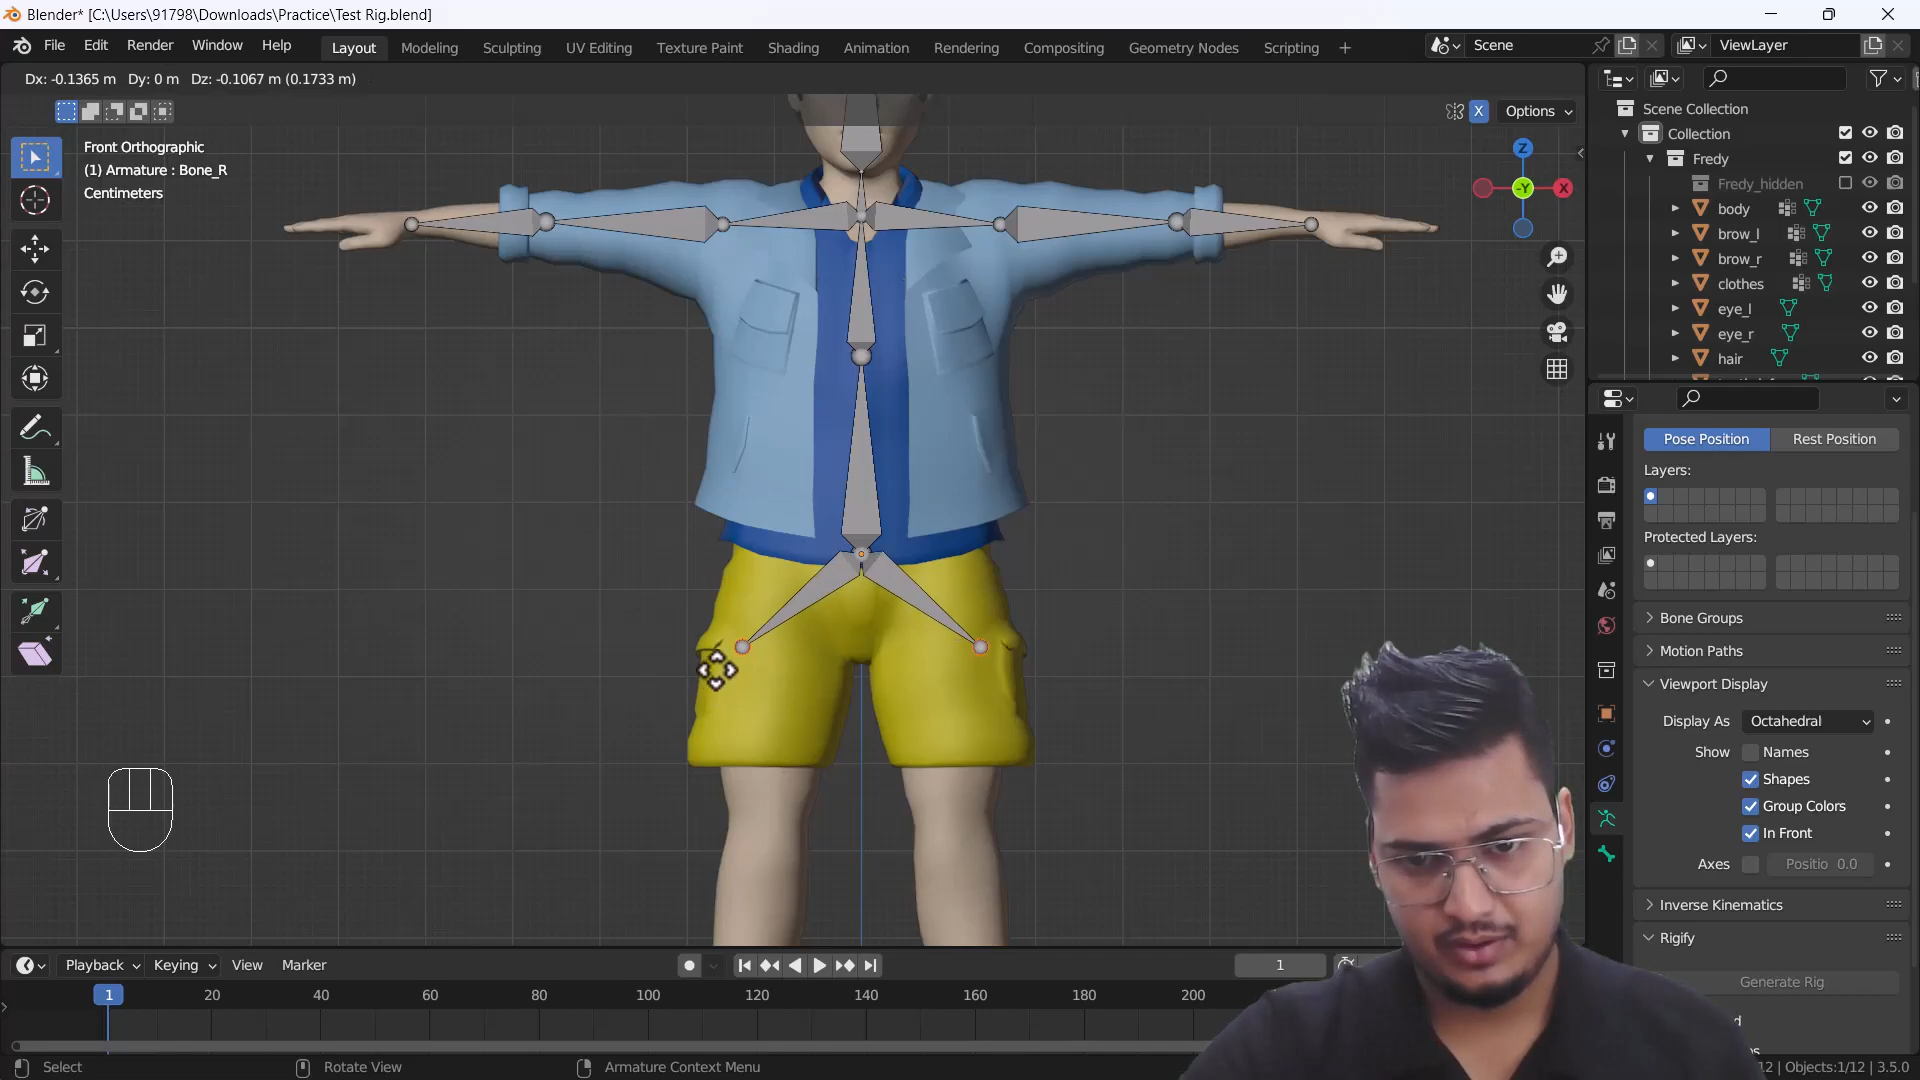 Blender* [C:\Users\91798\Downloads\Practice\Test Rig.blend]
File Edit Render Window Help Layout Modeling Sculpting UV Editing Texture Paint Shading Animation Rendering Compositing Geometry Nodes Scripting + Scene ViewLayer
Dx: -0.1365 m Dy: 0 m Dz: -0.1067 m (0.1733 m)
X Options
Front Orthographic
(1) Armature : Bone_R
Centimeters
Z
-Y
X
Scene Collection
Collection
Fredy
Fredy_hidden
body
brow_l
brow_r
clothes
eye_l
eye_r
hair
Pose Position Rest Position
Layers:
Protected Layers:
Bone Groups
Motion Paths
Viewport Display
Display As Octahedral
Show Names
Shapes
Group Colors
In Front
Axes Positio 0.0
Inverse Kinematics
Rigify
Generate Rig
Playback Keying View Marker 1
1 20 40 60 80 100 120 140 160 180 200
Select Rotate View Armature Context Menu 12 | Objects:1/12 | 3.5.0